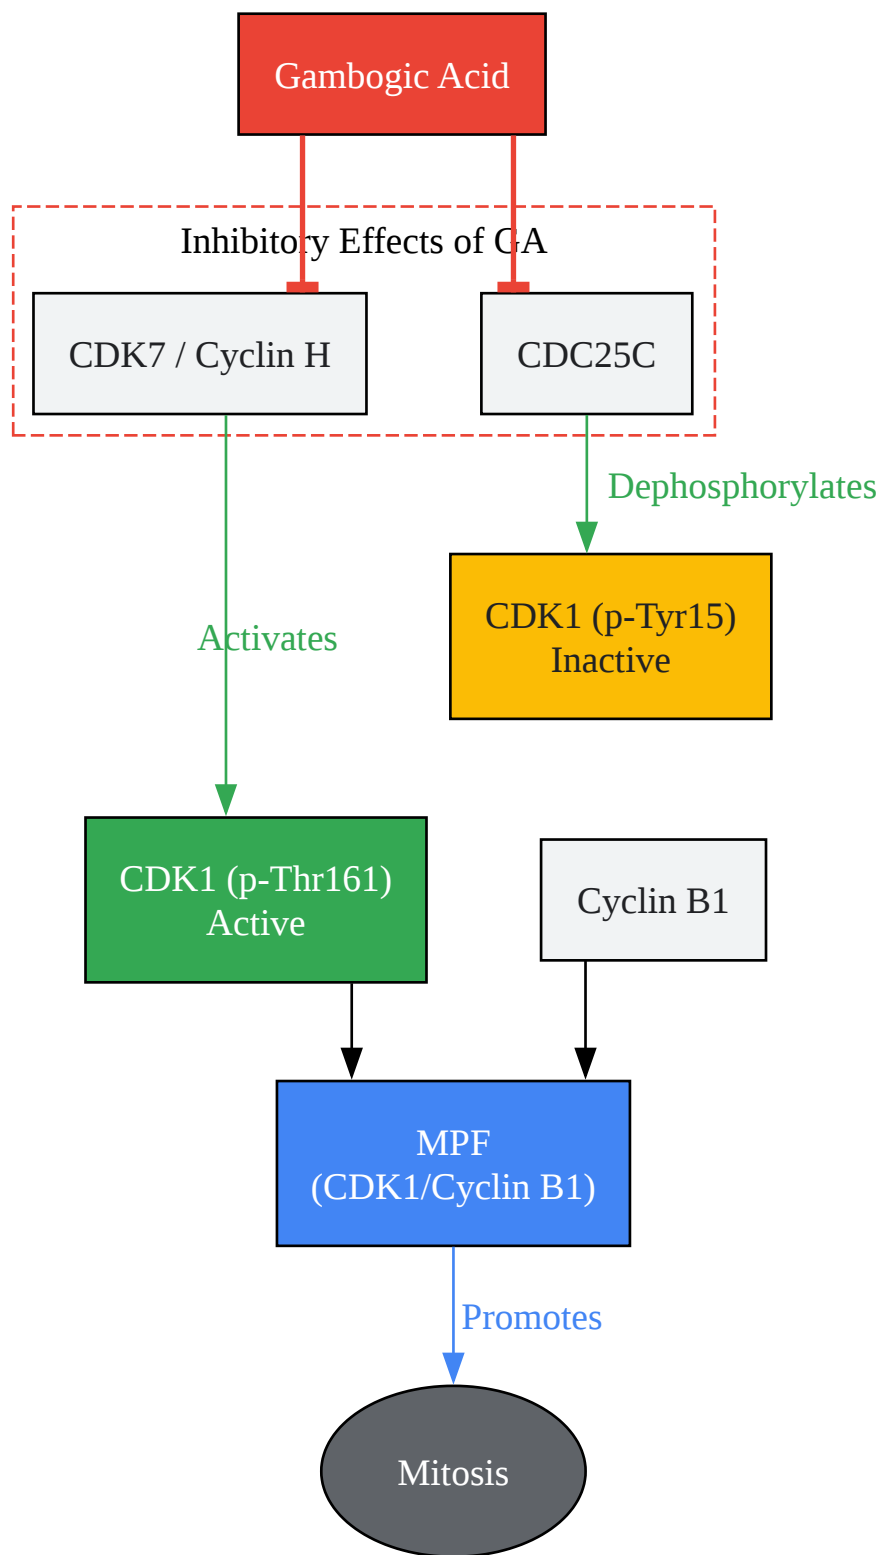 Gambogic Acid
Inhibitory Effects of GA
CDK7 / Cyclin H
CDC25C
Dephosphorylates
CDK1 (p-Tyr15)
Inactive
Activates
CDK1 (p-Thr161)
Active
Cyclin B1
MPF
(CDK1/Cyclin B1)
Promotes
Mitosis